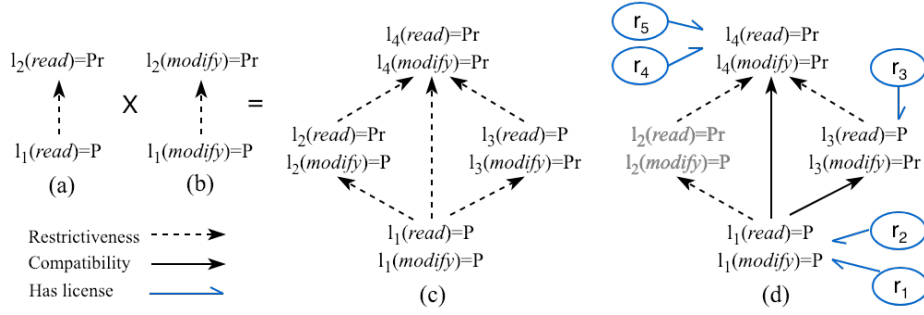 l₂(read)=Pr
X
l₂(modify)=Pr
=
l₁(read)=P
l₁(modify)=P
(a)
(b)
Restrictiveness
Compatibility
Has license
l₄(read)=Pr
l₄(modify)=Pr
l₂(read)=Pr
l₂(modify)=P
l₃(read)=P
l₃(modify)=Pr
l₁(read)=P
l₁(modify)=P
(c)
r₅
r₄
l₄(read)=Pr
l₄(modify)=Pr
r₃
l₂(read)=Pr
l₂(modify)=P
l₃(read)=P
l₃(modify)=Pr
l₁(read)=P
l₁(modify)=P
r₂
r₁
(d)